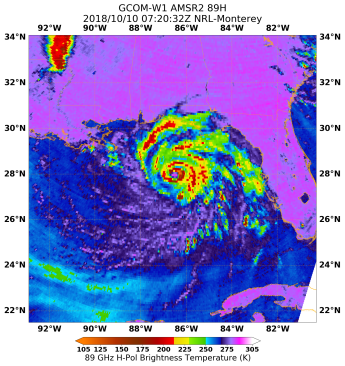 GCOM-W1 AMSR2 89H
2018/10/10 07:20:32Z NRL-Monterey
92°W 90°W 88°W 86°W 84°W 82°W
34°N 34°N
32°N 32°N
30°N 30°N
28°N 28°N
26°N 26°N
24°N 24°N
22°N 22°N
92°W 90°W 88°W 86°W 84°W 82°W
105 125 150 175 200 225 250 275 305
89 GHz H-Pol Brightness Temperature (K)